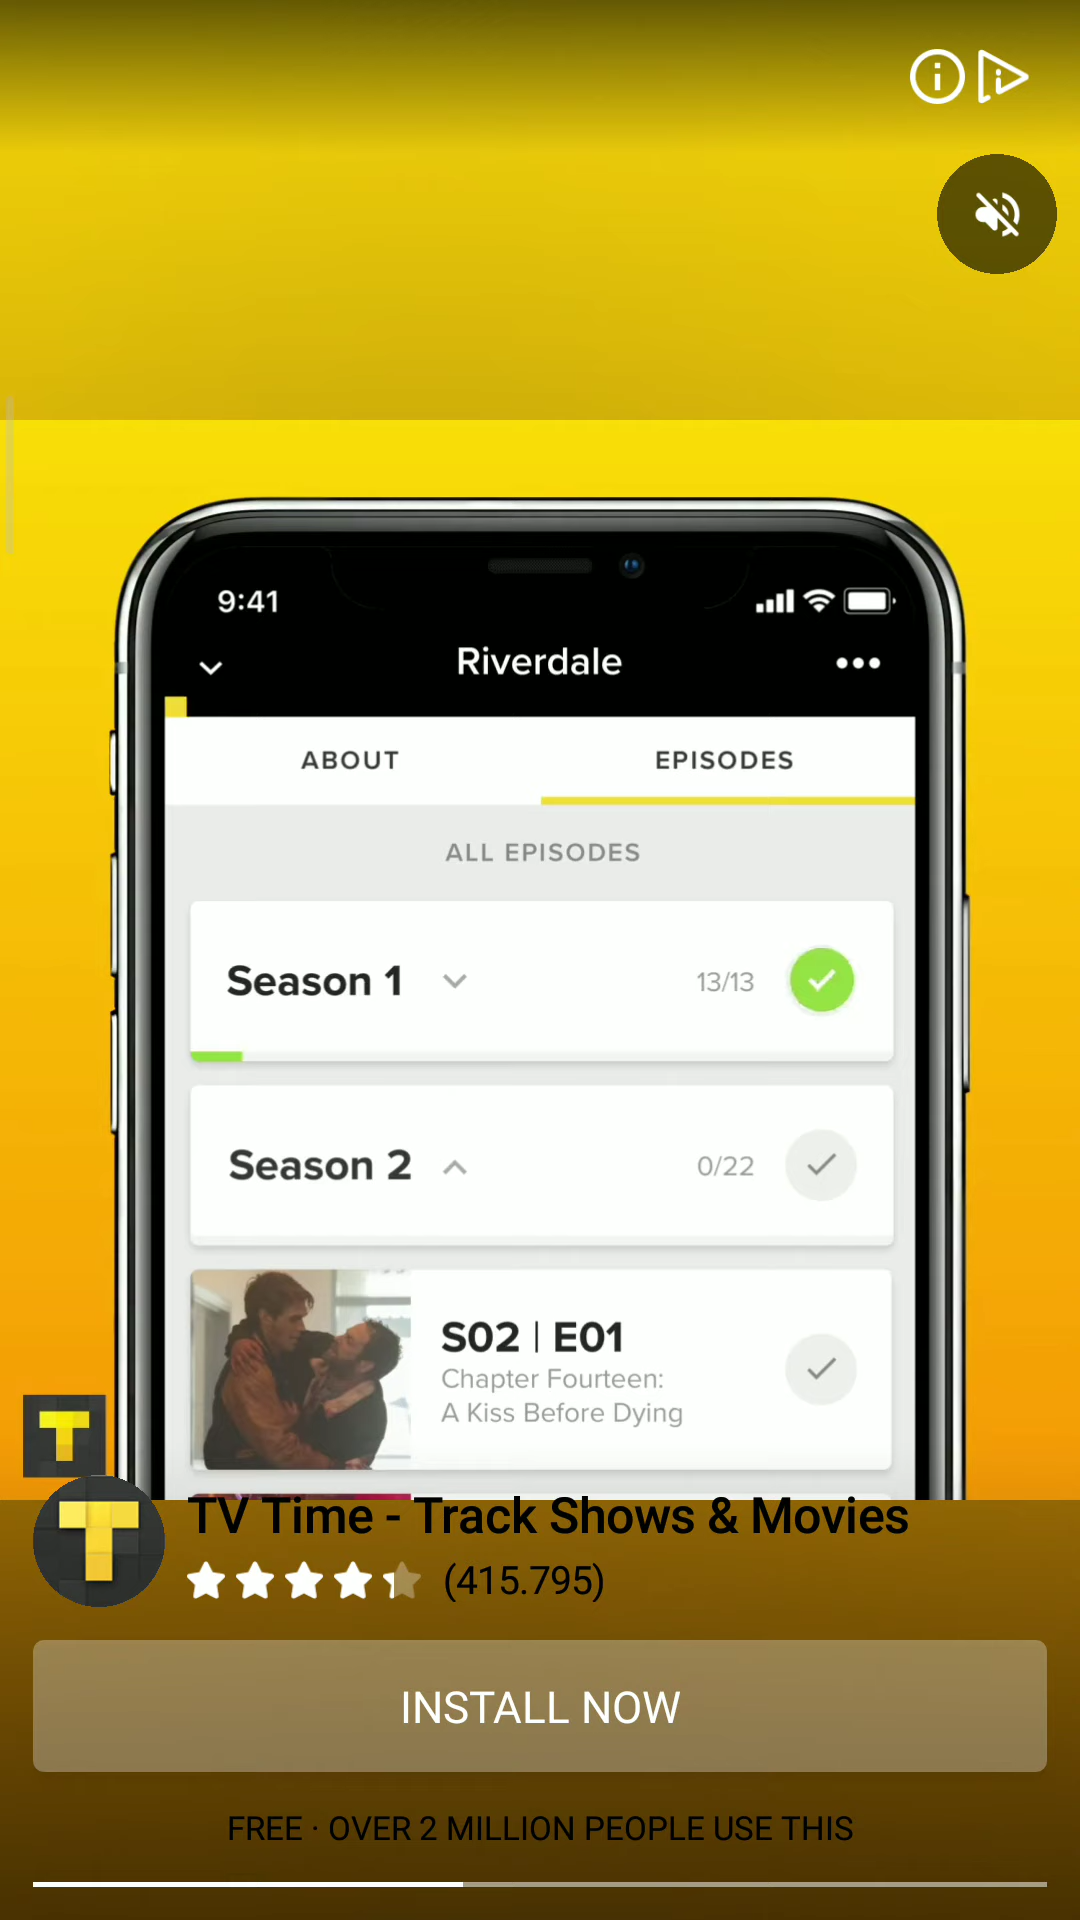 9:41
Riverdale
ABOUT
EPISODES
ALL EPISODES
Season 1
13/13
Season 2
0/22
S02 | E01
Chapter Fourteen:
A Kiss Before Dying
TV Time - Track Shows & Movies
(415.795)
INSTALL NOW
FREE · OVER 2 MILLION PEOPLE USE THIS